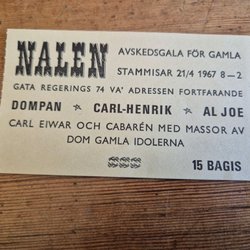 NALEN AVSKEDSGALA FÖR GAMLA
STAMMISAR 21/4 1967 8-2
GATA REGERINGS 74 VA' ADRESSEN FORTFARANDE
DOMPAN * CARL-HENRIK * AL JOE
CARL EIWAR OCH CABARÉN MED MASSOR AV
DOM GAMLA IDOLERNA
15 BAGIS